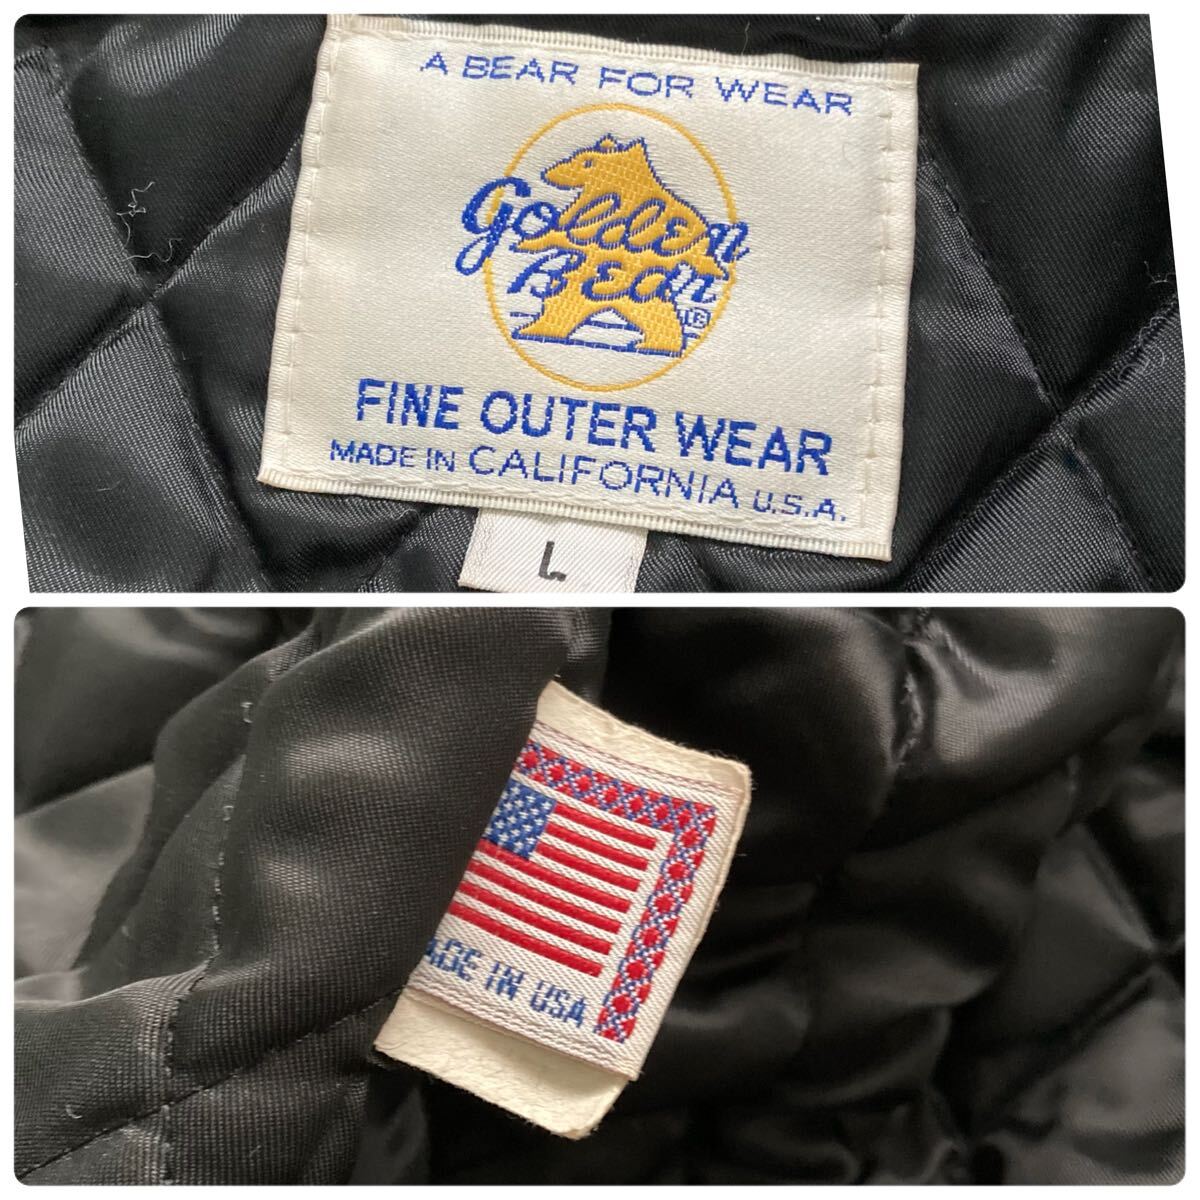 A BEAR FOR WEAR
Golden
Bear
®
FINE OUTER WEAR
MADE IN CALIFORNIA U.S.A.
L
ADE IN USA